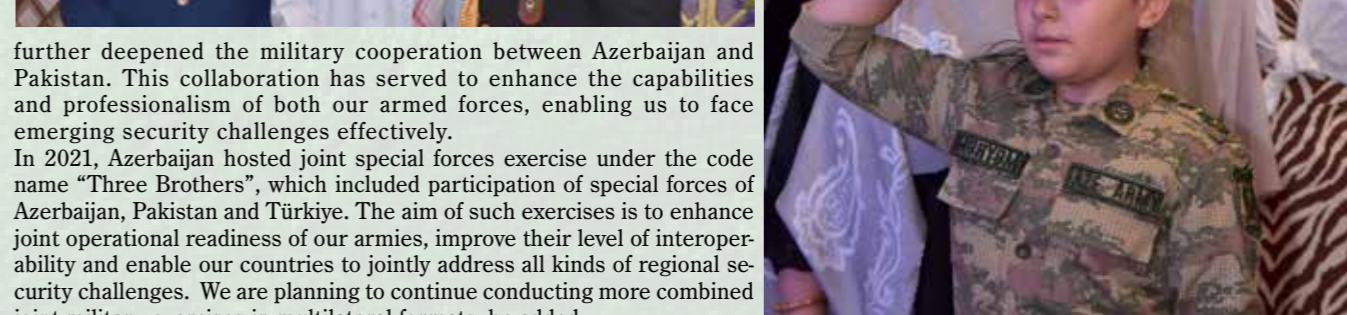 further deepened the military cooperation between Azerbaijan and
Pakistan. This collaboration has served to enhance the capabilities
and professionalism of both our armed forces, enabling us to face
emerging security challenges effectively.
In 2021, Azerbaijan hosted joint special forces exercise under the code
name “Three Brothers”, which included participation of special forces of
Azerbaijan, Pakistan and Türkiye. The aim of such exercises is to enhance
joint operational readiness of our armies, improve their level of interoper-
ability and enable our countries to jointly address all kinds of regional se-
curity challenges. We are planning to continue conducting more combined